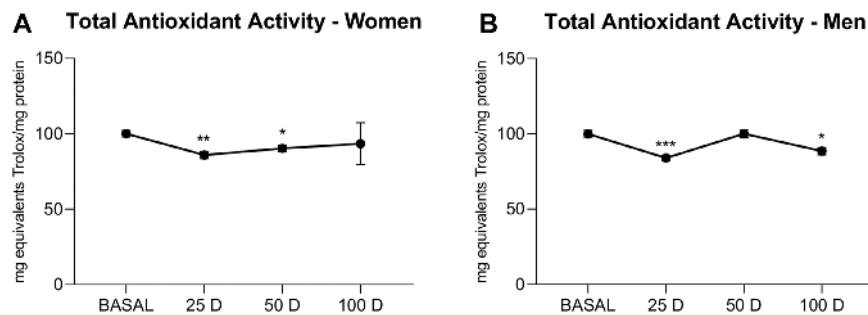 A Total Antioxidant Activity - Women
mg equivalents Trolox/mg protein
150
100
50
0
**
*
BASAL 25 D 50 D 100 D
B Total Antioxidant Activity - Men
mg equivalents Trolox/mg protein
150
100
50
0
***
*
BASAL 25 D 50 D 100 D